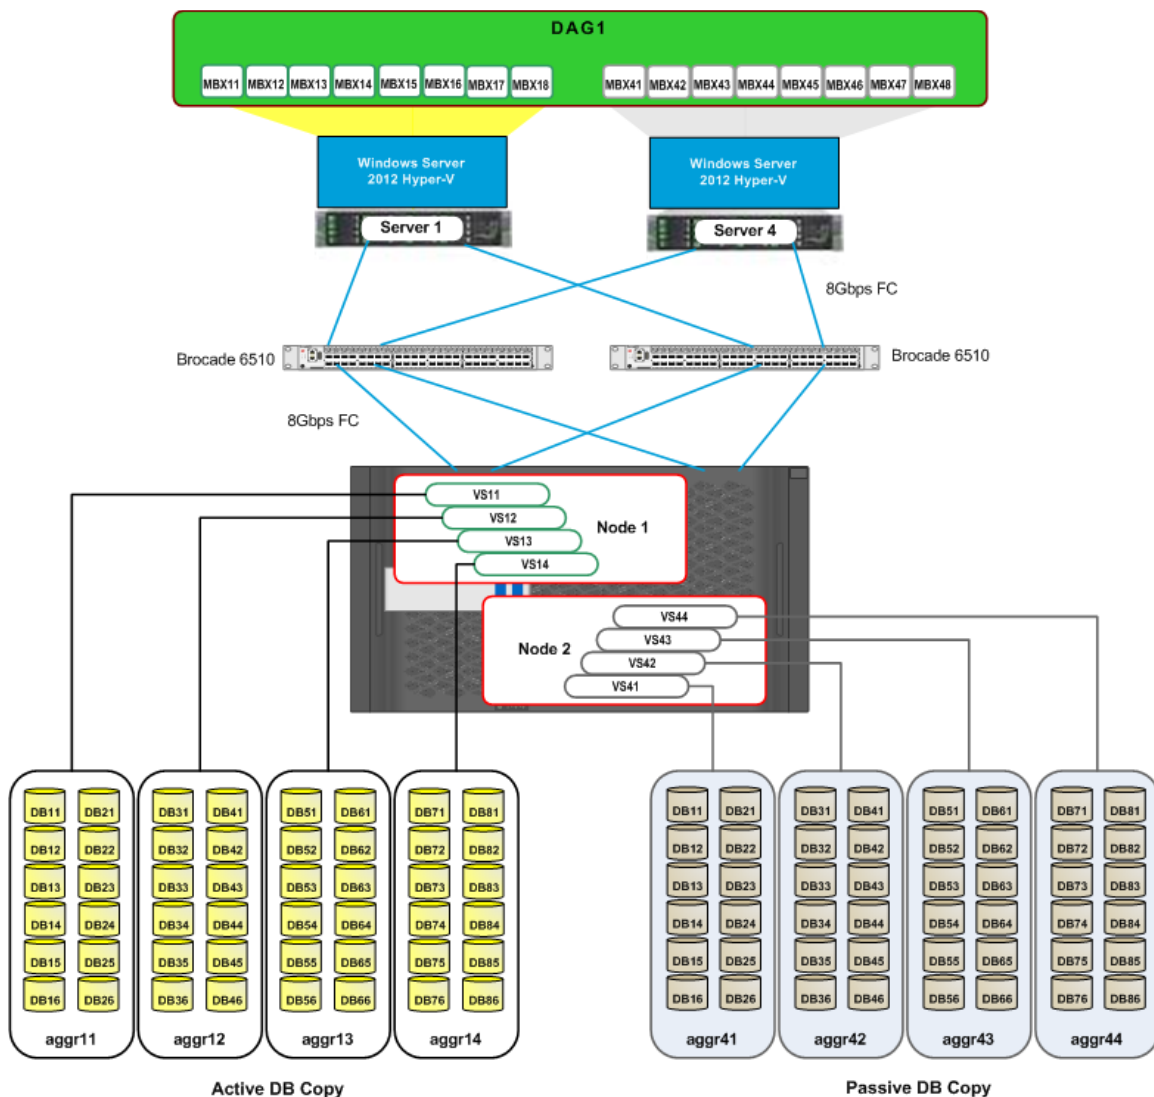 DAG1
MBX11 MBX12 MBX13 MBX14 MBX15 MBX16 MBX17 MBX18 MBX41 MBX42 MBX43 MBX44 MBX45 MBX46 MBX47 MBX48
Windows Server
2012 Hyper-V
Windows Server
2012 Hyper-V
Server 1
Server 4
8Gbps FC
Brocade 6510
Brocade 6510
8Gbps FC
VS11
VS12
VS13
VS14
Node 1
VS44
VS43
VS42
VS41
Node 2
DB11 DB21 DB31 DB41 DB51 DB61 DB71 DB81 DB11 DB21 DB31 DB41 DB51 DB61 DB71 DB81
DB12 DB22 DB32 DB42 DB52 DB62 DB72 DB82 DB12 DB22 DB32 DB42 DB52 DB62 DB72 DB82
DB13 DB23 DB33 DB43 DB53 DB63 DB73 DB83 DB13 DB23 DB33 DB43 DB53 DB63 DB73 DB83
DB14 DB24 DB34 DB44 DB54 DB64 DB74 DB84 DB14 DB24 DB34 DB44 DB54 DB64 DB74 DB84
DB15 DB25 DB35 DB45 DB55 DB65 DB75 DB85 DB15 DB25 DB35 DB45 DB55 DB65 DB75 DB85
DB16 DB26 DB36 DB46 DB56 DB66 DB76 DB86 DB16 DB26 DB36 DB46 DB56 DB66 DB76 DB86
aggr11 aggr12 aggr13 aggr14 aggr41 aggr42 aggr43 aggr44
Active DB Copy
Passive DB Copy